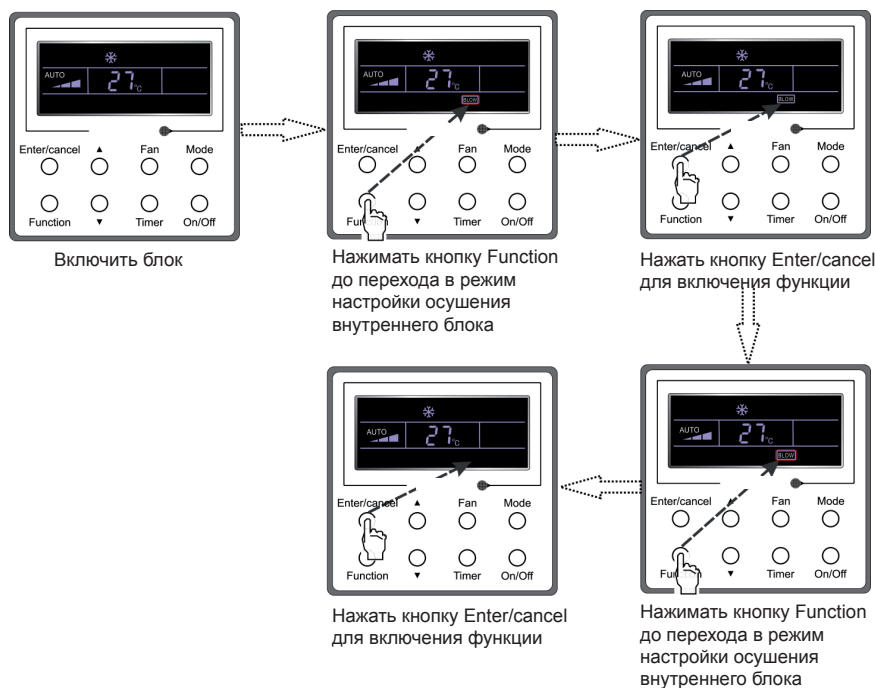 AUTO
27°C
Enter/cancel ▲ Fan Mode
Function ▼ Timer On/Off
Включить блок
AUTO
27°C
BLOW
Enter/cancel Fan Mode
Function ▼ Timer On/Off
Нажимать кнопку Function
до перехода в режим
настройки осушения
внутреннего блока
AUTO
27°C
BLOW
Enter/cancel ▲ Fan Mode
Function ▼ Timer On/Off
Нажать кнопку Enter/cancel
для включения функции
AUTO
27°C
BLOW
Enter/cancel ▲ Fan Mode
Function ▼ Timer On/Off
Нажимать кнопку Function
до перехода в режим
настройки осушения
внутреннего блока
AUTO
27°C
Enter/cancel ▲ Fan Mode
Function ▼ Timer On/Off
Нажать кнопку Enter/cancel
для включения функции